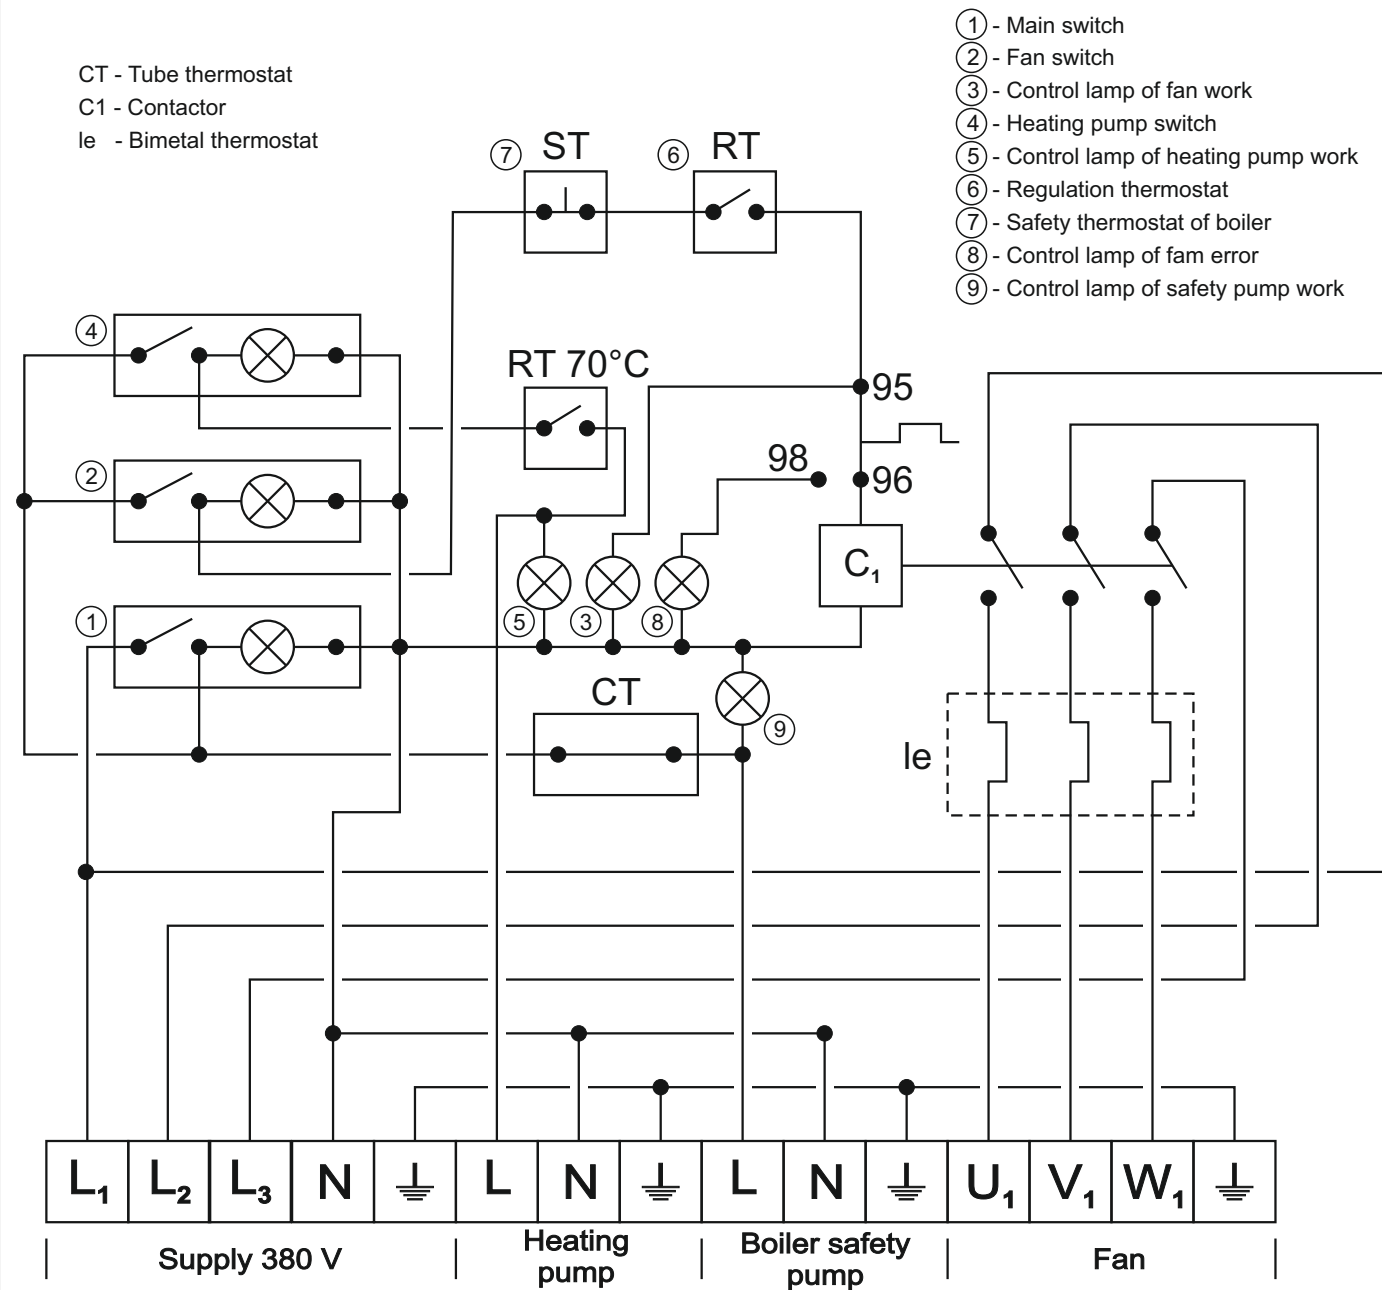 CT - Tube thermostat
C1 - Contactor
Ie - Bimetal thermostat
1 - Main switch
2 - Fan switch
3 - Control lamp of fan work
4 - Heating pump switch
5 - Control lamp of heating pump work
6 - Regulation thermostat
7 - Safety thermostat of boiler
8 - Control lamp of fam error
9 - Control lamp of safety pump work
7 ST
6 RT
4
RT 70°C
95
2
98
96
C₁
1
5
3
8
CT
9
Ie
L₁ L₂ L₃ N L N L N U₁ V₁ W₁
Supply 380 V
Heating
pump
Boiler safety
pump
Fan